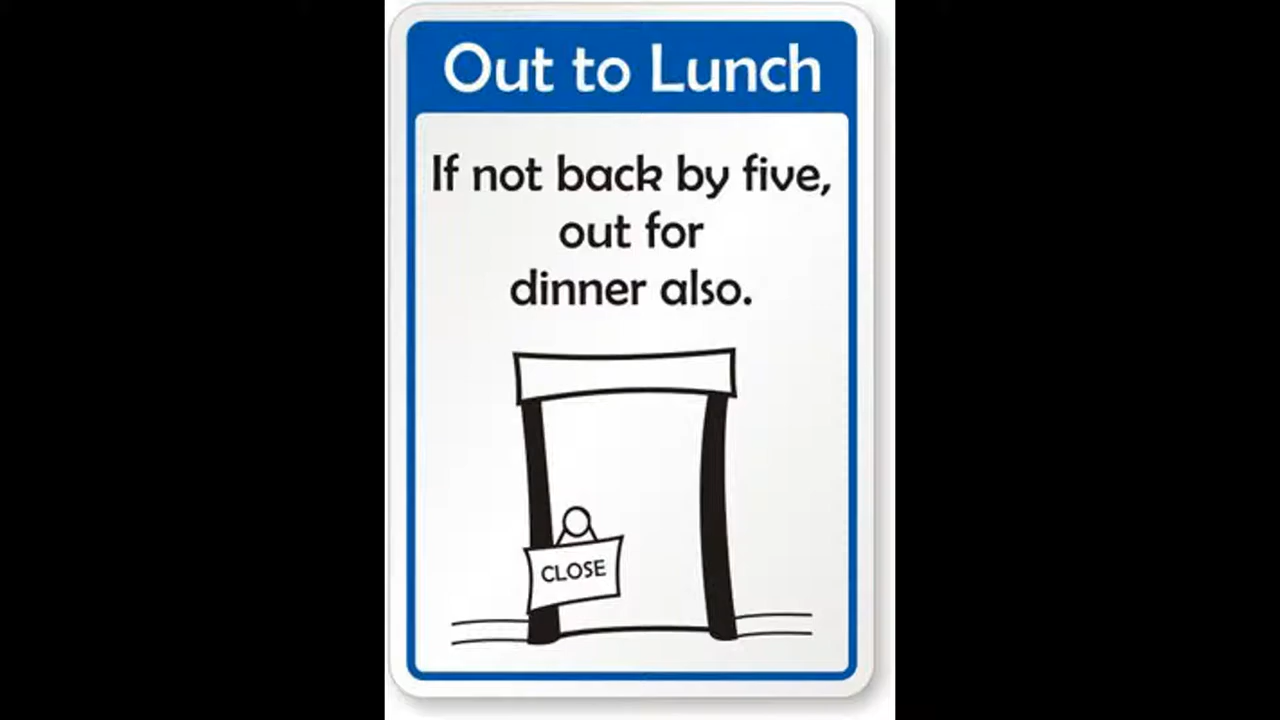 Out to Lunch
If not back by five,
out for
dinner also.
CLOSE